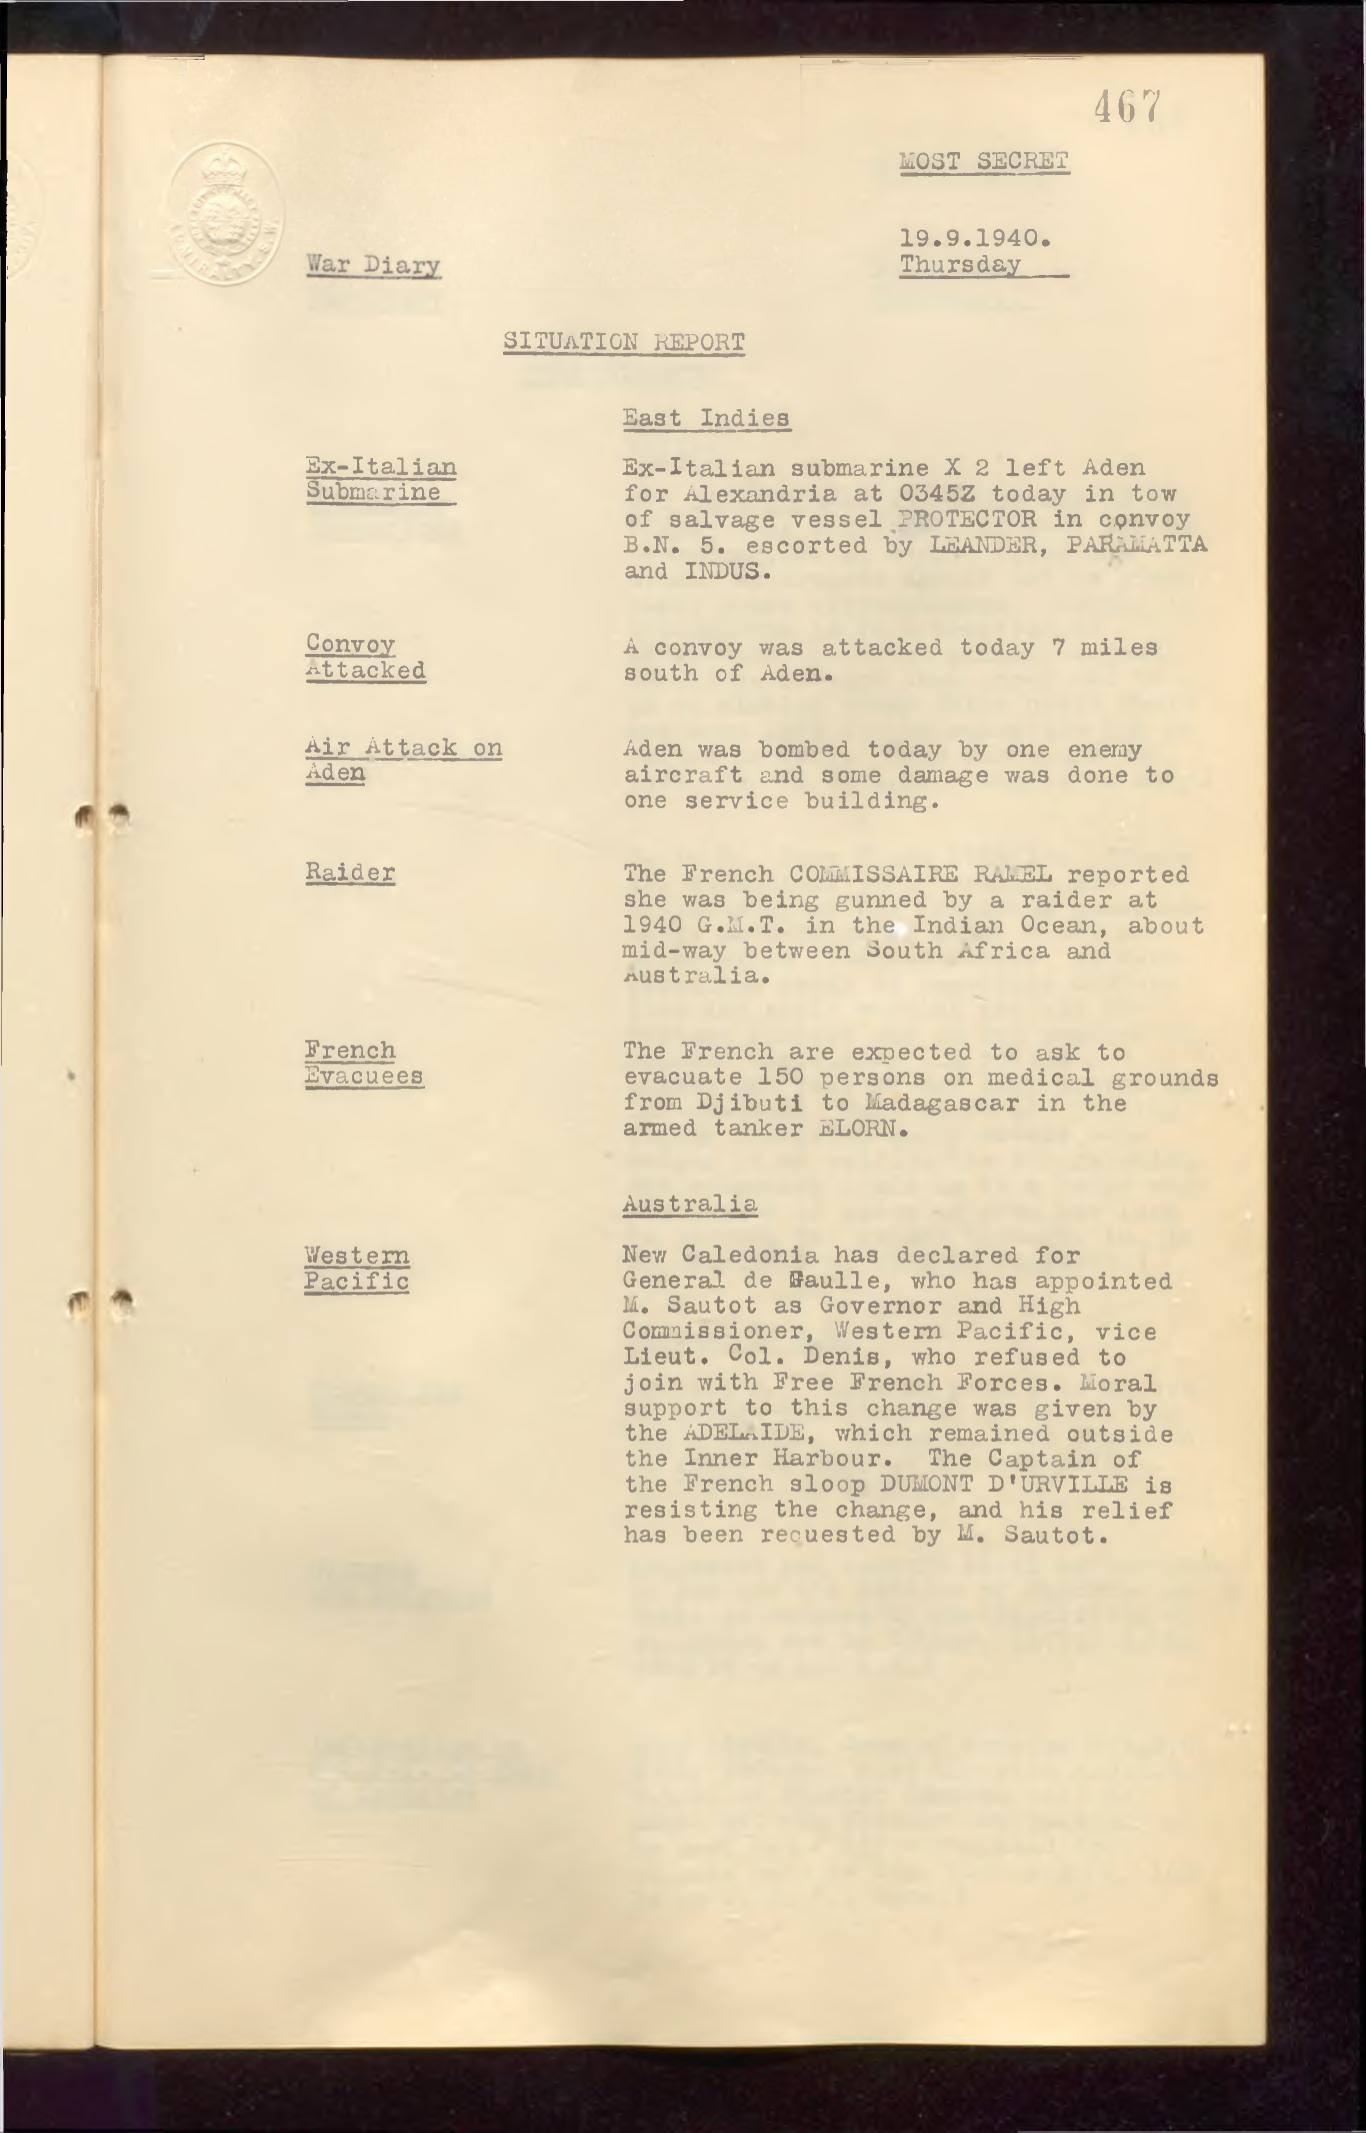 467
MOST SECRET
19.9.1940.
Thursday
War Diary
SITUATION REPORT
East Indies
Ex-Italian
Submarine
Ex-Italian submarine X 2 left Aden
for Alexandria at 0345Z today in tow
of salvage vessel PROTECTOR in convoy
B.N. 5. escorted by LEANDER, PARAMATTA
and INDUS.
Convoy
Attacked
A convoy was attacked today 7 miles
south of Aden.
Air Attack on
Aden
Aden was bombed today by one enemy
aircraft and some damage was done to
one service building.
Raider
The French COMMISSAIRE RAMEL reported
she was being gunned by a raider at
1940 G.M.T. in the Indian Ocean, about
mid-way between South Africa and
Australia.
French
Evacuees
The French are expected to ask to
evacuate 150 persons on medical grounds
from Djibuti to Madagascar in the
armed tanker ELORN.
Australia
Western
Pacific
New Caledonia has declared for
General de Gaulle, who has appointed
M. Sautot as Governor and High
Commissioner, Western Pacific, vice
Lieut. Col. Denis, who refused to
join with Free French Forces. Moral
support to this change was given by
the ADELAIDE, which remained outside
the Inner Harbour. The Captain of
the French sloop DUMONT D'URVILLE is
resisting the change, and his relief
has been requested by M. Sautot.